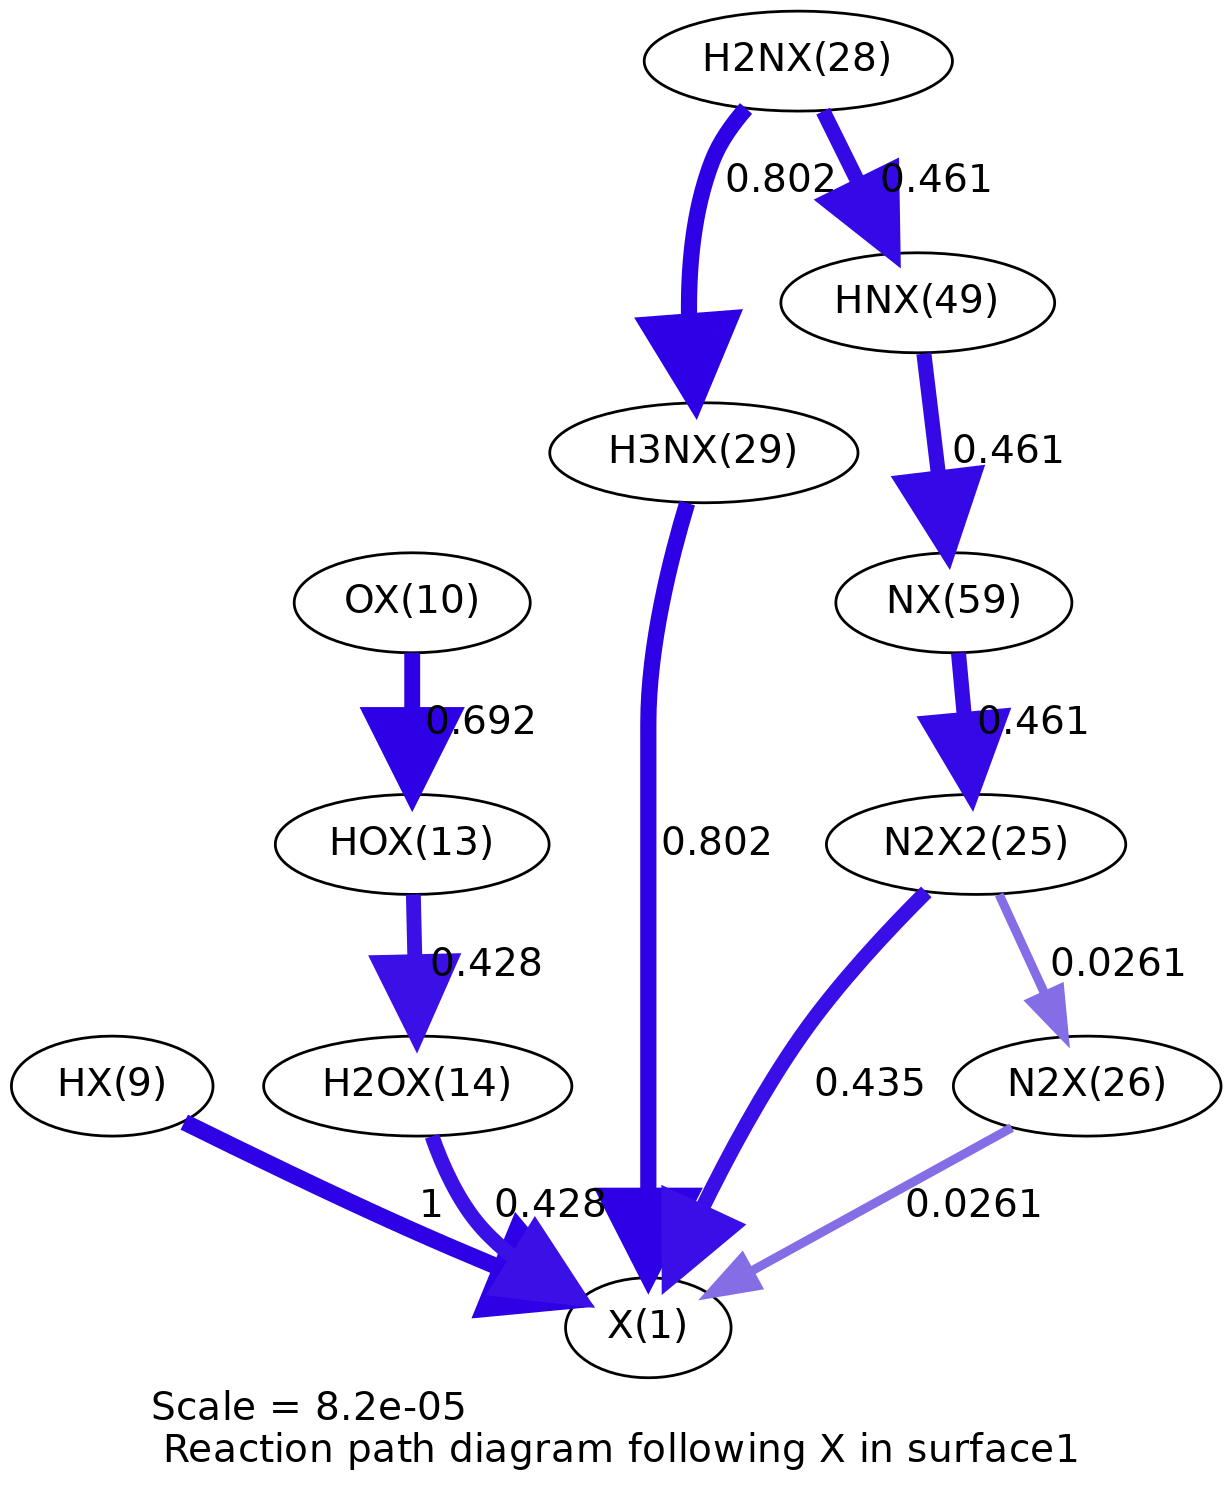 H2NX(28)
0.802
0.461
HNX(49)
H3NX(29)
0.461
OX(10)
NX(59)
0.692
0.461
HOX(13)
0.802
N2X2(25)
0.428
0.0261
HX(9)
H2OX(14)
0.435
N2X(26)
1
0.428
0.0261
X(1)
Scale = 8.2e-05
Reaction path diagram following X in surface1